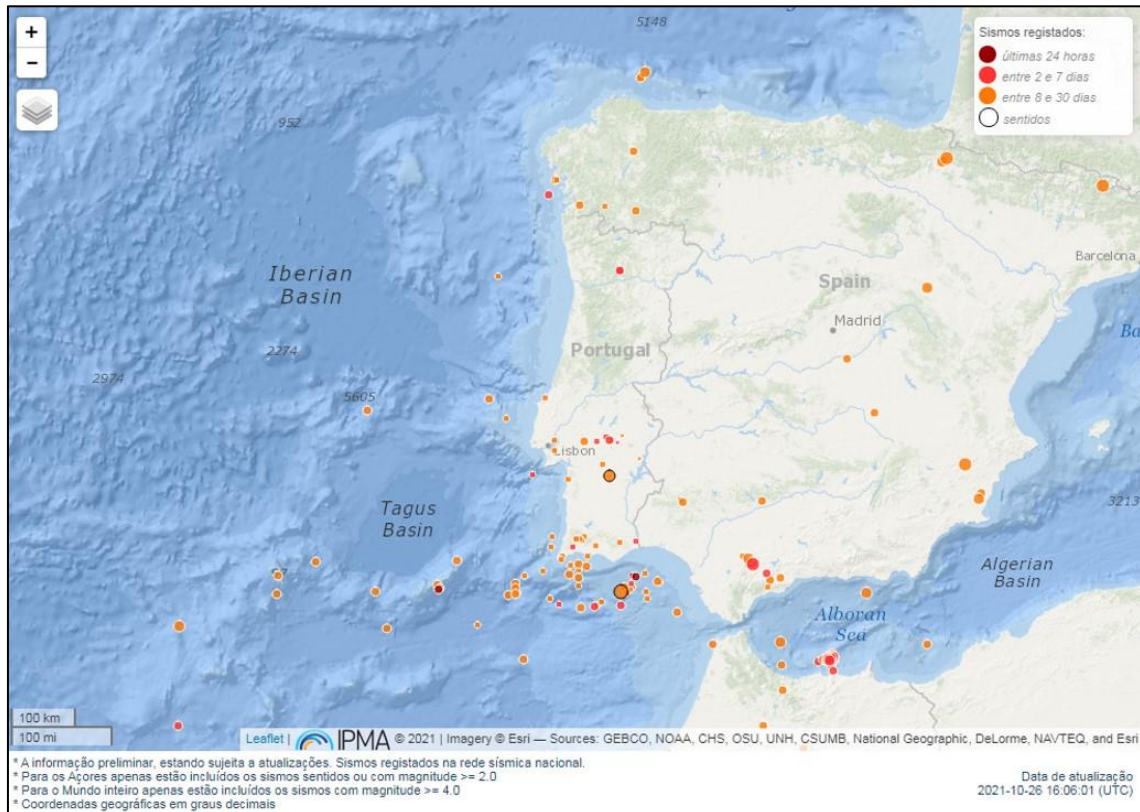 5148
+
−
Sismos registados:
últimas 24 horas
entre 2 e 7 dias
entre 8 e 30 dias
sentidos
952
Barcelona
Iberian
Basin
Spain
Madrid
2274
Portugal
2974
5605
Lisbon
3213
Tagus
Basin
Algerian
Basin
Alboran
Sea
100 km
100 mi
Leaflet | IPMA © 2021 | Imagery © Esri — Sources: GEBCO, NOAA, CHS, OSU, UNH, CSUMB, National Geographic, DeLorme, NAVTEQ, and Esri
* A informação preliminar, estando sujeita a atualizações. Sismos registados na rede sísmica nacional.
* Para os Açores apenas estão incluídos os sismos sentidos ou com magnitude >= 2.0
* Para o Mundo inteiro apenas estão incluídos os sismos com magnitude >= 4.0
* Coordenadas geográficas em graus decimais
Data de atualização
2021-10-26 16:06:01 (UTC)